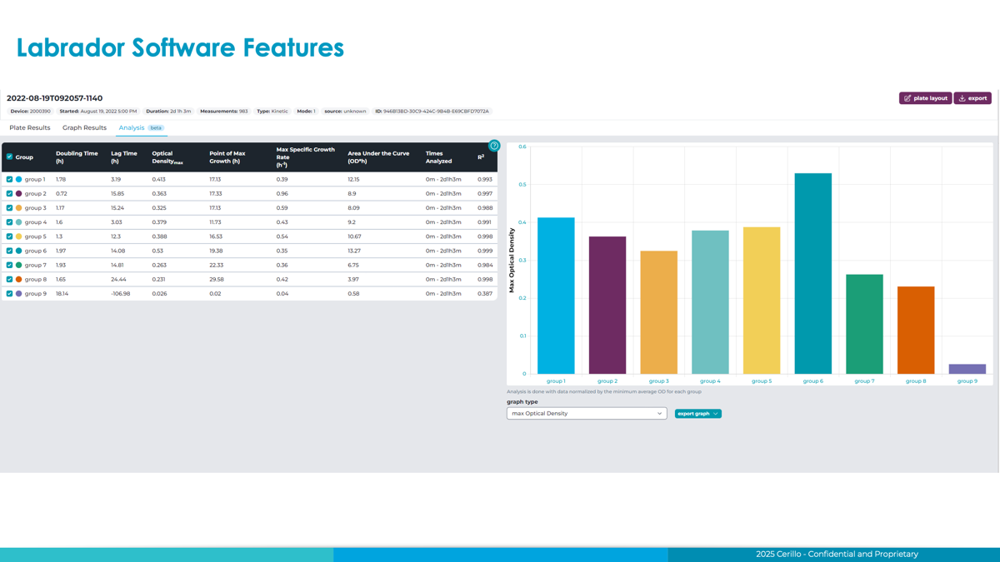 Labrador Software Features
2022-08-19T092057-1140
plate layout
export
Device: 2000390 Started: August 19, 2022 5:00 PM Duration: 2d 1h 3m Measurements: 983 Type: Kinetic Mode: 1 source: unknown ID: 946B13BD-30C9-424C-9B4B-E69CBFD7072A
Plate Results Graph Results Analysis beta
Group Doubling Time (h) Lag Time (h) Optical Densitymax Point of Max Growth (h) Max Specific Growth Rate (h-1) Area Under the Curve (OD*h) Times Analyzed R2
group 1 1.78 3.19 0.413 17.13 0.39 12.15 0m - 2d1h3m 0.993
group 2 0.72 15.85 0.363 17.33 0.96 8.9 0m - 2d1h3m 0.997
group 3 1.17 15.24 0.325 17.13 0.59 8.09 0m - 2d1h3m 0.988
group 4 1.6 3.03 0.379 11.73 0.43 9.2 0m - 2d1h3m 0.991
group 5 1.3 12.3 0.388 16.53 0.54 10.67 0m - 2d1h3m 0.998
group 6 1.97 14.08 0.53 19.38 0.35 13.27 0m - 2d1h3m 0.999
group 7 1.93 14.81 0.263 22.33 0.36 6.75 0m - 2d1h3m 0.984
group 8 1.65 24.44 0.231 29.58 0.42 3.97 0m - 2d1h3m 0.998
group 9 18.14 -106.98 0.026 0.02 0.04 0.58 0m - 2d1h3m 0.387
?
Max Optical Density
0.6
0.5
0.4
0.3
0.2
0.1
0
group 1 group 2 group 3 group 4 group 5 group 6 group 7 group 8 group 9
Analysis is done with data normalized by the minimum average OD for each group
graph type
max Optical Density
export graph
2025 Cerillo - Confidential and Proprietary